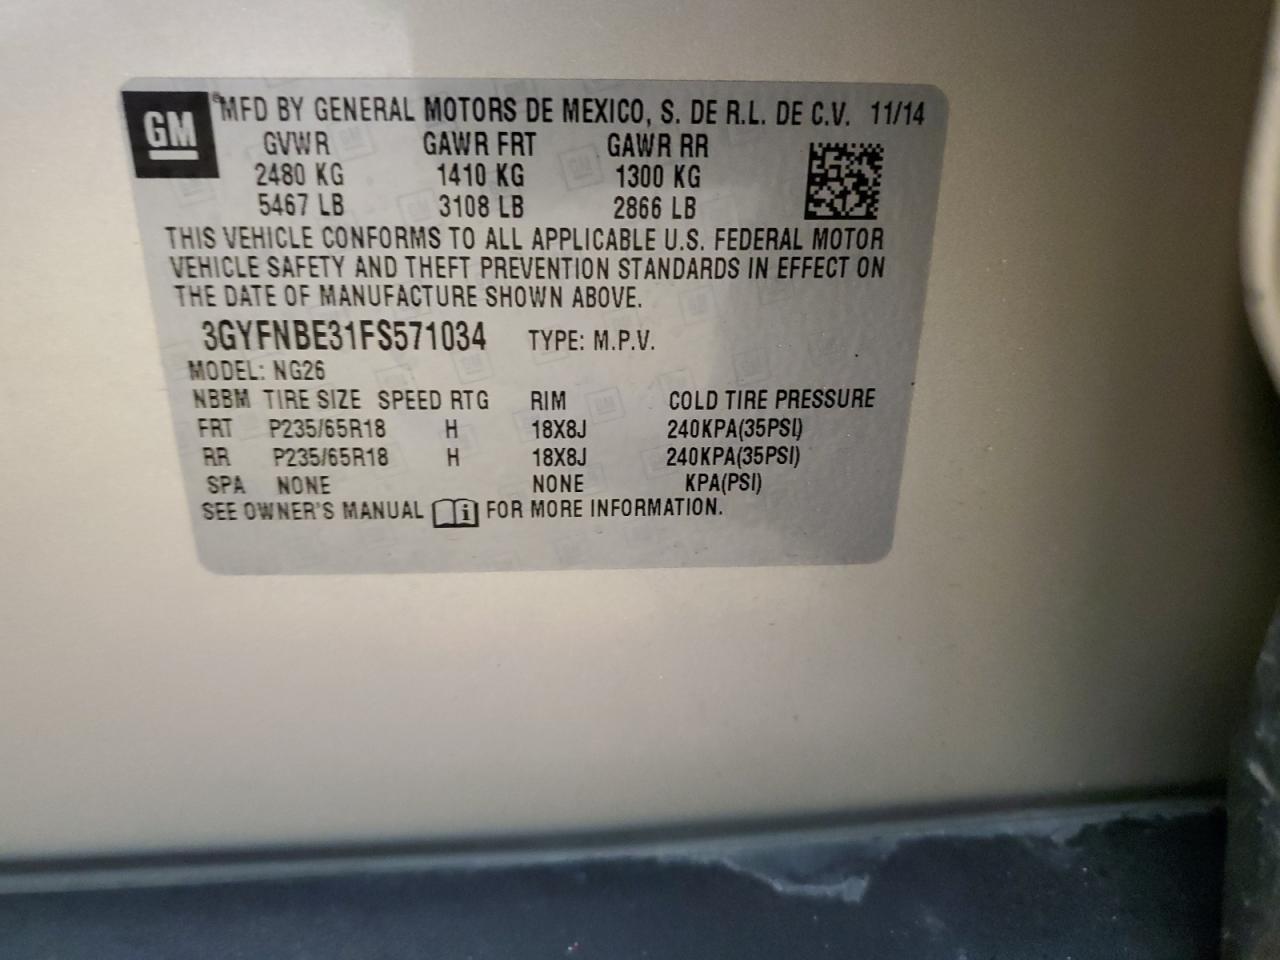 GM ® MFD BY GENERAL MOTORS DE MEXICO, S. DE R.L. DE C.V. 11/14
GVWR GAWR FRT GAWR RR
2480 KG 1410 KG 1300 KG
5467 LB 3108 LB 2866 LB
THIS VEHICLE CONFORMS TO ALL APPLICABLE U.S. FEDERAL MOTOR
VEHICLE SAFETY AND THEFT PREVENTION STANDARDS IN EFFECT ON
THE DATE OF MANUFACTURE SHOWN ABOVE.
3GYFNBE31FS571034 TYPE: M.P.V.
MODEL: NG26
NBBM TIRE SIZE SPEED RTG RIM COLD TIRE PRESSURE
FRT P235/65R18 H 18X8J 240KPA(35PSI)
RR P235/65R18 H 18X8J 240KPA(35PSI)
SPA NONE NONE KPA(PSI)
SEE OWNER'S MANUAL i FOR MORE INFORMATION.